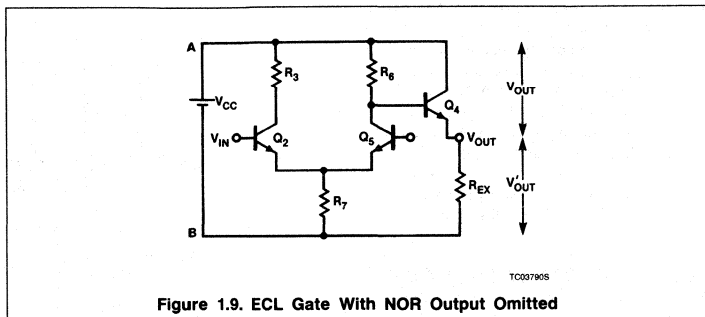 A
R3
R6
VOUT
Q4
VCC
VIN
Q2
Q5
VOUT
R7
REX
V'OUT
B
TC03790S
Figure 1.9. ECL Gate With NOR Output Omitted